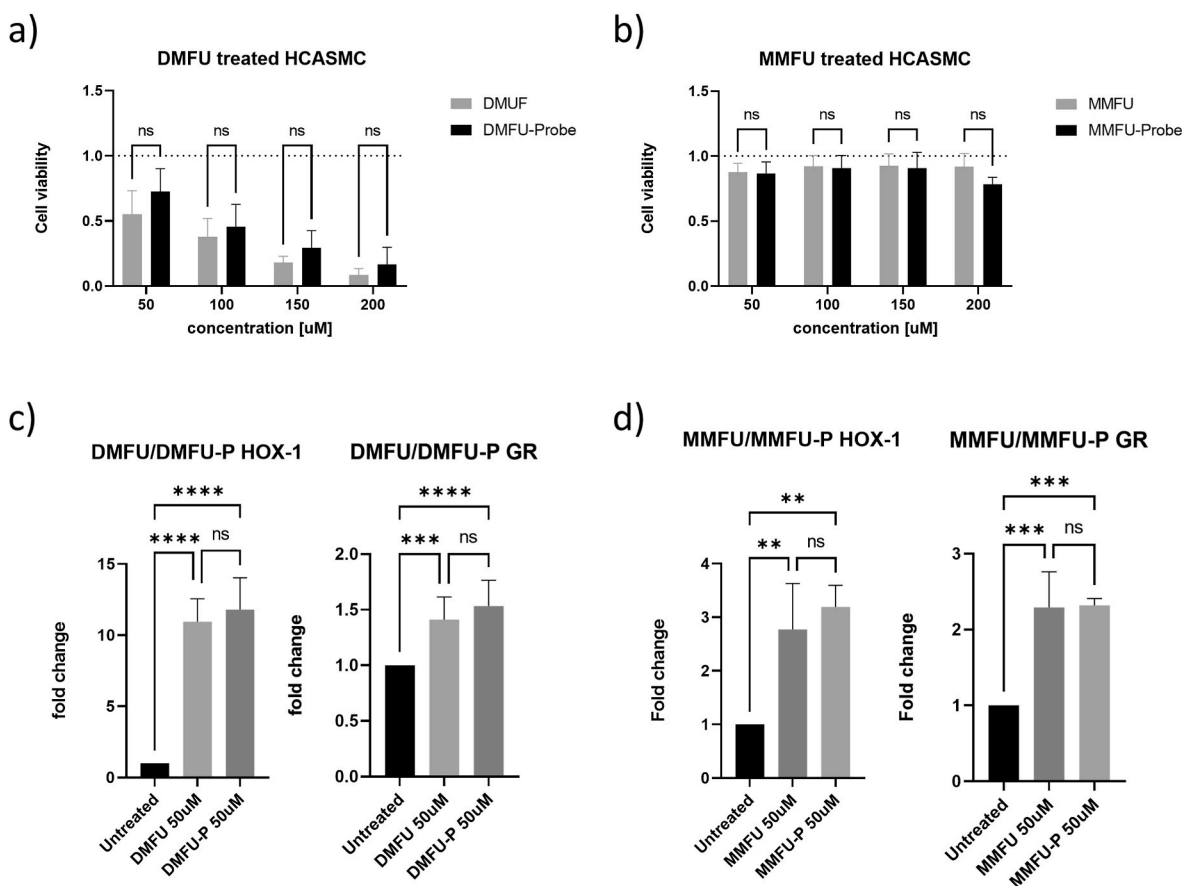 a)
DMFU treated HCASMC
1.5
1.0
0.5
0.0
Cell viability
ns
ns
ns
ns
50
100
150
200
concentration [uM]
DMUF
DMFU-Probe
b)
MMFU treated HCASMC
1.5
1.0
0.5
0.0
Cell viability
ns
ns
ns
ns
50
100
150
200
concentration [uM]
MMFU
MMFU-Probe
c)
DMFU/DMFU-P HOX-1
****
****
ns
15
10
5
0
fold change
Untreated
DMFU 50uM
DMFU-P 50uM
DMFU/DMFU-P GR
****
***
ns
2.0
1.5
1.0
0.5
0.0
fold change
Untreated
DMFU 50uM
DMFU-P 50uM
d)
MMFU/MMFU-P HOX-1
**
**
ns
4
3
2
1
0
Fold change
Untreated
MMFU 50uM
MMFU-P 50uM
MMFU/MMFU-P GR
***
***
ns
3
2
1
0
Fold change
Untreated
MMFU 50uM
MMFU-P 50uM